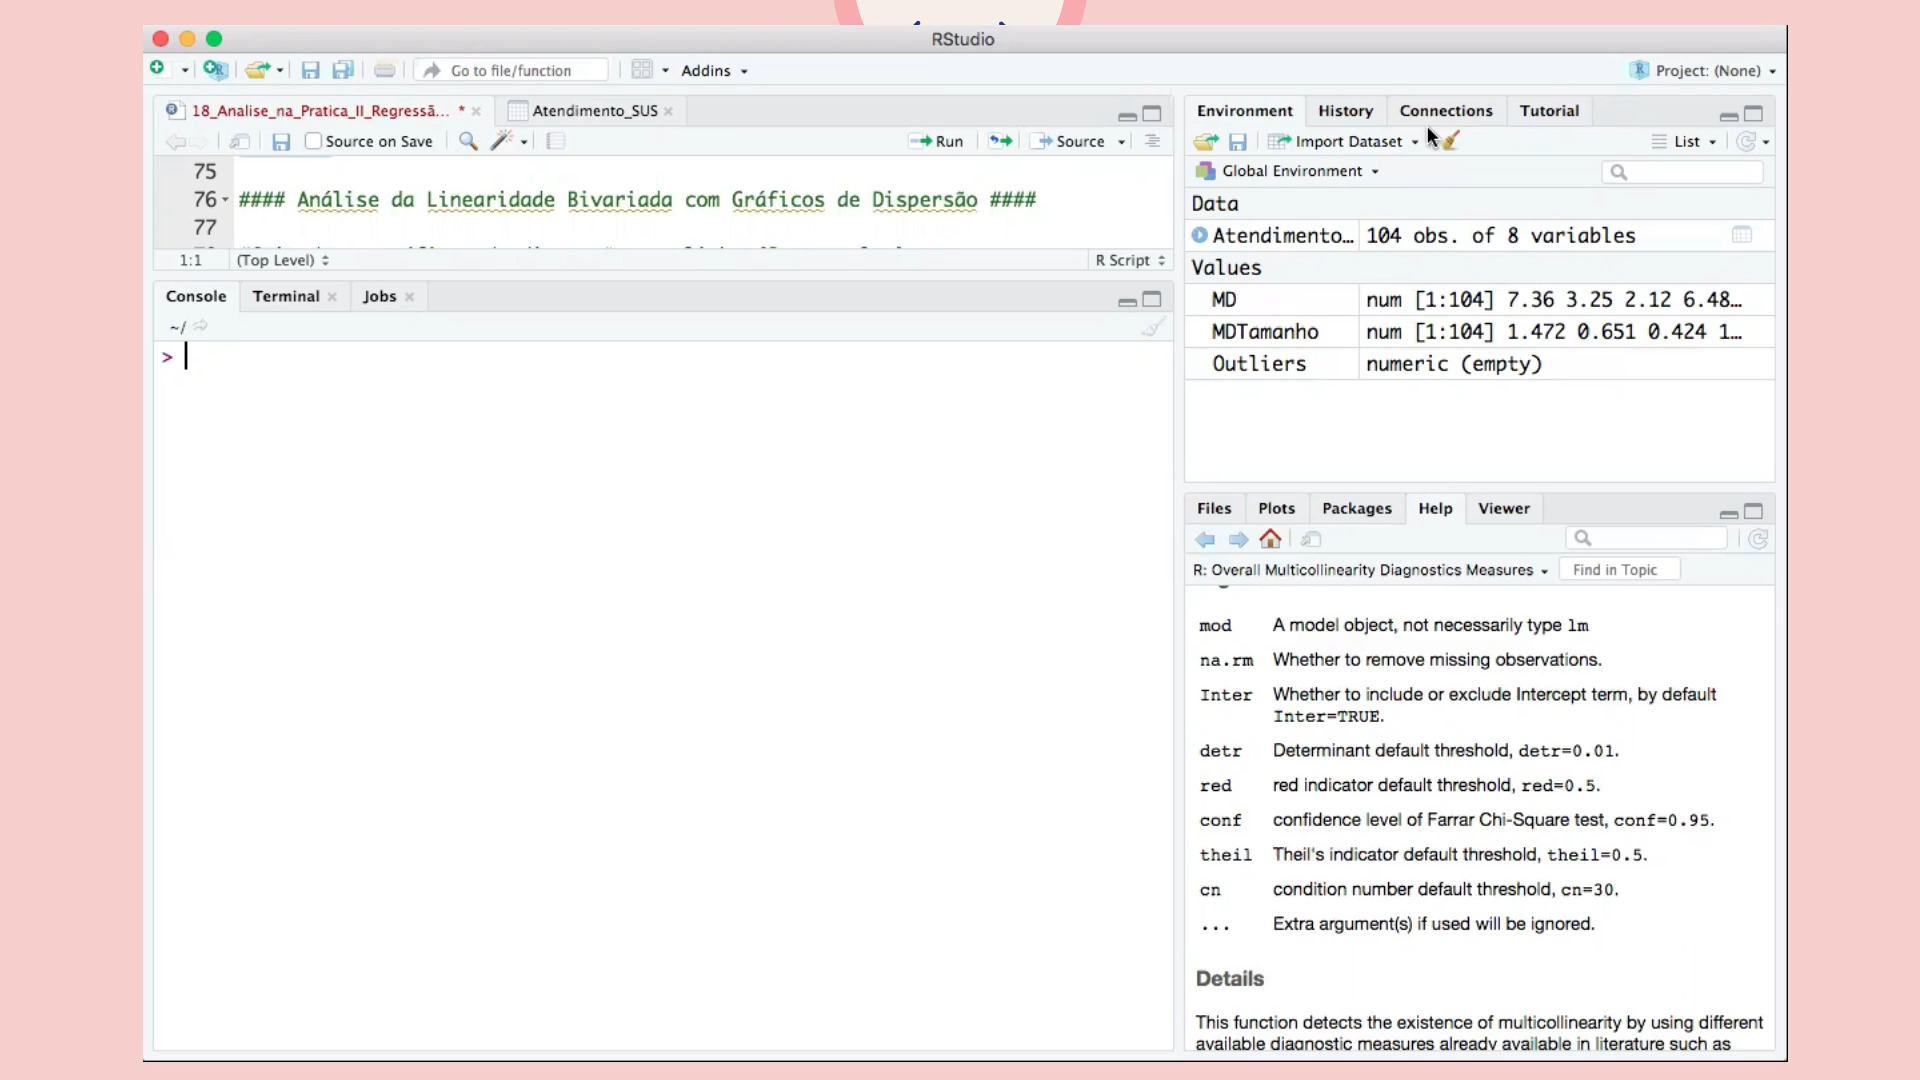 RStudio
Go to file/function
Addins
Project: (None)
18_Analise_na_Pratica_II_Regressã... *
Atendimento_SUS
Source on Save
Run
Source
75
76 #### Análise da Linearidade Bivariada com Gráficos de Dispersão ####
77
1:1 (Top Level)
R Script
Console Terminal Jobs
~/
>
Environment History Connections Tutorial
Import Dataset
List
Global Environment
Data
Atendimento... 104 obs. of 8 variables
Values
MD num [1:104] 7.36 3.25 2.12 6.48...
MDTamanho num [1:104] 1.472 0.651 0.424 1...
Outliers numeric (empty)
Files Plots Packages Help Viewer
R: Overall Multicollinearity Diagnostics Measures
Find in Topic
mod A model object, not necessarily type lm
na.rm Whether to remove missing observations.
Inter Whether to include or exclude Intercept term, by default
Inter=TRUE.
detr Determinant default threshold, detr=0.01.
red red indicator default threshold, red=0.5.
conf confidence level of Farrar Chi-Square test, conf=0.95.
theil Theil's indicator default threshold, theil=0.5.
cn condition number default threshold, cn=30.
... Extra argument(s) if used will be ignored.
Details
This function detects the existence of multicollinearity by using different
available diagnostic measures already available in literature such as